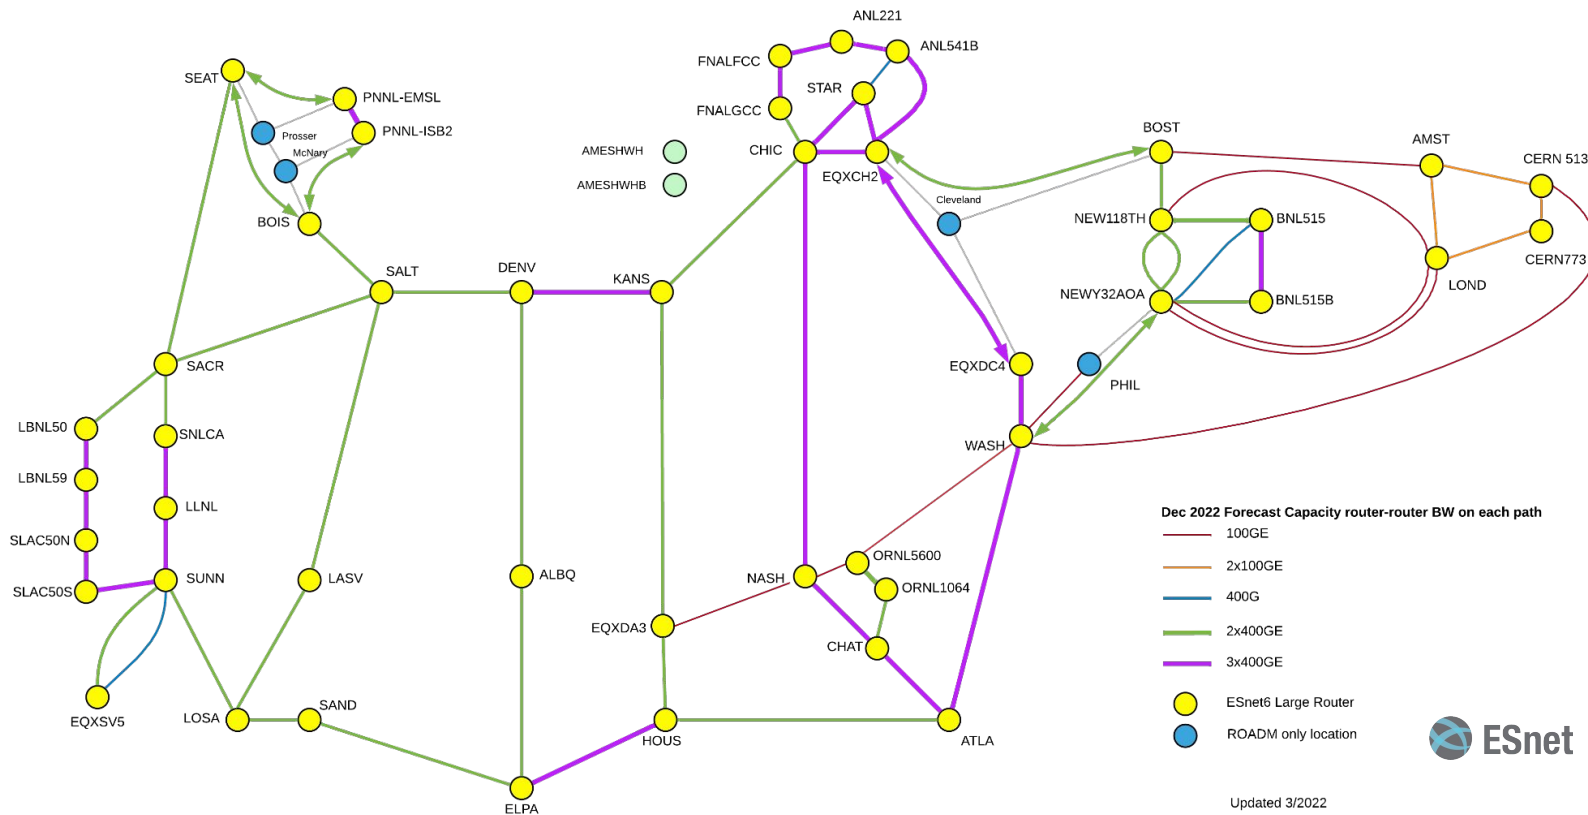 ANL221
ANL541B
FNALFCC
SEAT
STAR
PNNL-EMSL
FNALGCC
PNNL-ISB2
Prosser
McNary
BOST
AMST
CERN 513
AMESHWH
CHIC
EQXCH2
AMESHWHB
Cleveland
BOIS
NEW118TH
BNL515
CERN773
SALT
DENV
KANS
LOND
NEWY32AOA
BNL515B
SACR
EQXDC4
PHIL
LBNL50
SNLCA
WASH
LBNL59
LLNL
SLAC50N
SUNN
SLAC50S
LASV
ALBQ
NASH
ORNL5600
ORNL1064
EQXDA3
CHAT
EQXSV5
LOSA
SAND
HOUS
ATLA
ELPA
Dec 2022 Forecast Capacity router-router BW on each path
100GE
2x100GE
400G
2x400GE
3x400GE
ESnet6 Large Router
ROADM only location
ESnet
Updated 3/2022